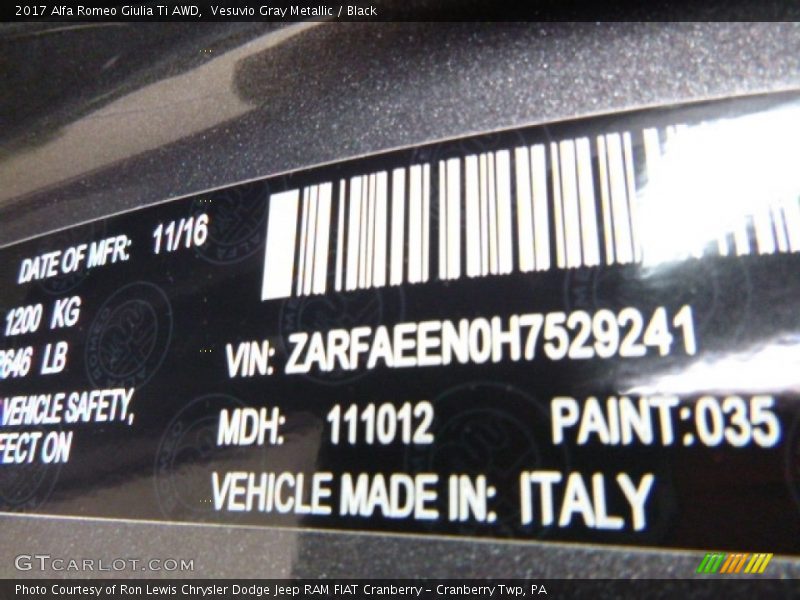 2017 Alfa Romeo Giulia Ti AWD,  Vesuvio Gray Metallic / Black
DATE OF MFR: 11/16
1200 KG
2646 LB
VEHICLE SAFETY,
FECT ON
VIN: ZARFAEEN0H7529241
MDH: 111012 PAINT:035
VEHICLE MADE IN: ITALY
GTCARLOT.COM
Photo Courtesy of Ron Lewis Chrysler Dodge Jeep RAM FIAT Cranberry – Cranberry Twp, PA